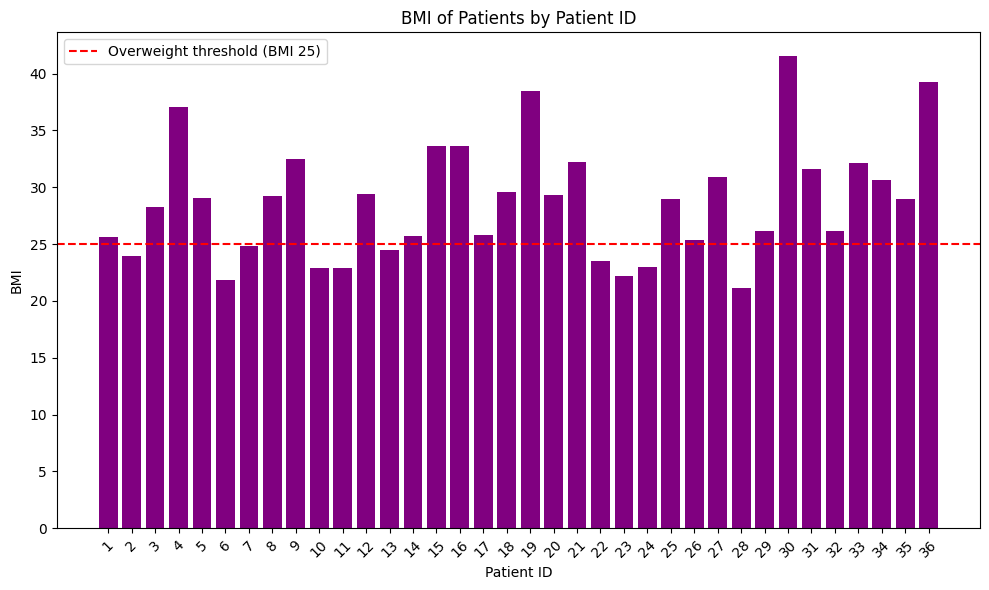 BMI of Patients by Patient ID
Overweight threshold (BMI 25)
40
35
30
25
20
15
10
5
0
BMI
1 2 3 4 5 6 7 8 9 10 11 12 13 14 15 16 17 18 19 20 21 22 23 24 25 26 27 28 29 30 31 32 33 34 35 36
Patient ID